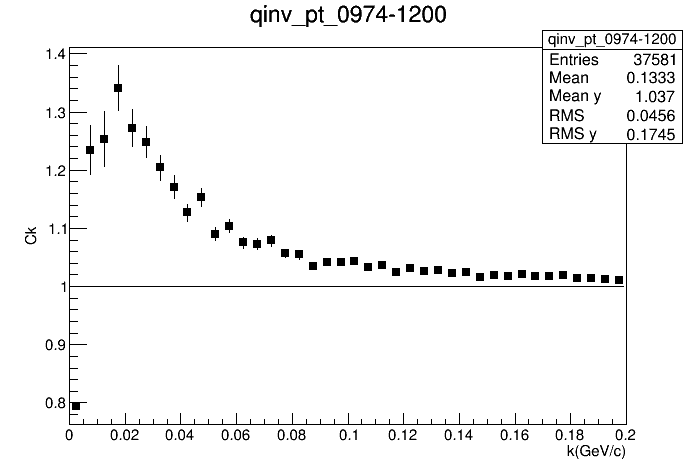 qinv_pt_0974-1200
qinv_pt_0974-1200
Entries 37581
Mean 0.1333
Mean y 1.037
RMS 0.0456
RMS y 0.1745
1.4
1.3
1.2
1.1
1
0.9
0.8
Ck
0 0.02 0.04 0.06 0.08 0.1 0.12 0.14 0.16 0.18 0.2
k(GeV/c)